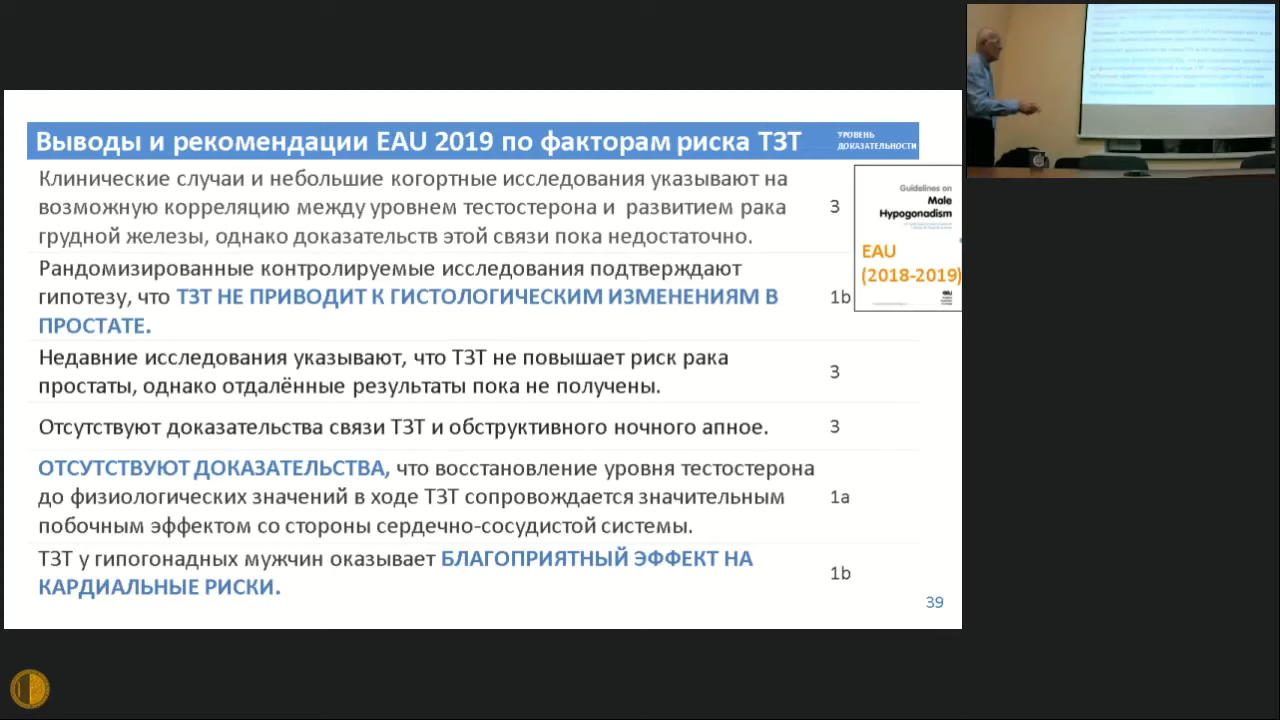 Выводы и рекомендации EAU 2019 по факторам риска ТЗТ
УРОВЕНЬ
ДОКАЗАТЕЛЬНОСТИ
Клинические случаи и небольшие когортные исследования указывают на
возможную корреляцию между уровнем тестостерона и развитием рака
грудной железы, однако доказательств этой связи пока недостаточно.
3
Рандомизированные контролируемые исследования подтверждают
гипотезу, что ТЗТ НЕ ПРИВОДИТ К ГИСТОЛОГИЧЕСКИМ ИЗМЕНЕНИЯМ В
ПРОСТАТЕ.
1b
Недавние исследования указывают, что ТЗТ не повышает риск рака
простаты, однако отдалённые результаты пока не получены.
3
Отсутствуют доказательства связи ТЗТ и обструктивного ночного апное.
3
ОТСУТСТВУЮТ ДОКАЗАТЕЛЬСТВА, что восстановление уровня тестостерона
до физиологических значений в ходе ТЗТ сопровождается значительным
побочным эффектом со стороны сердечно-сосудистой системы.
1a
ТЗТ у гипогонадных мужчин оказывает БЛАГОПРИЯТНЫЙ ЭФФЕКТ НА
КАРДИАЛЬНЫЕ РИСКИ.
1b
Guidelines on
Male
Hypogonadism
EAU
(2018-2019)
39